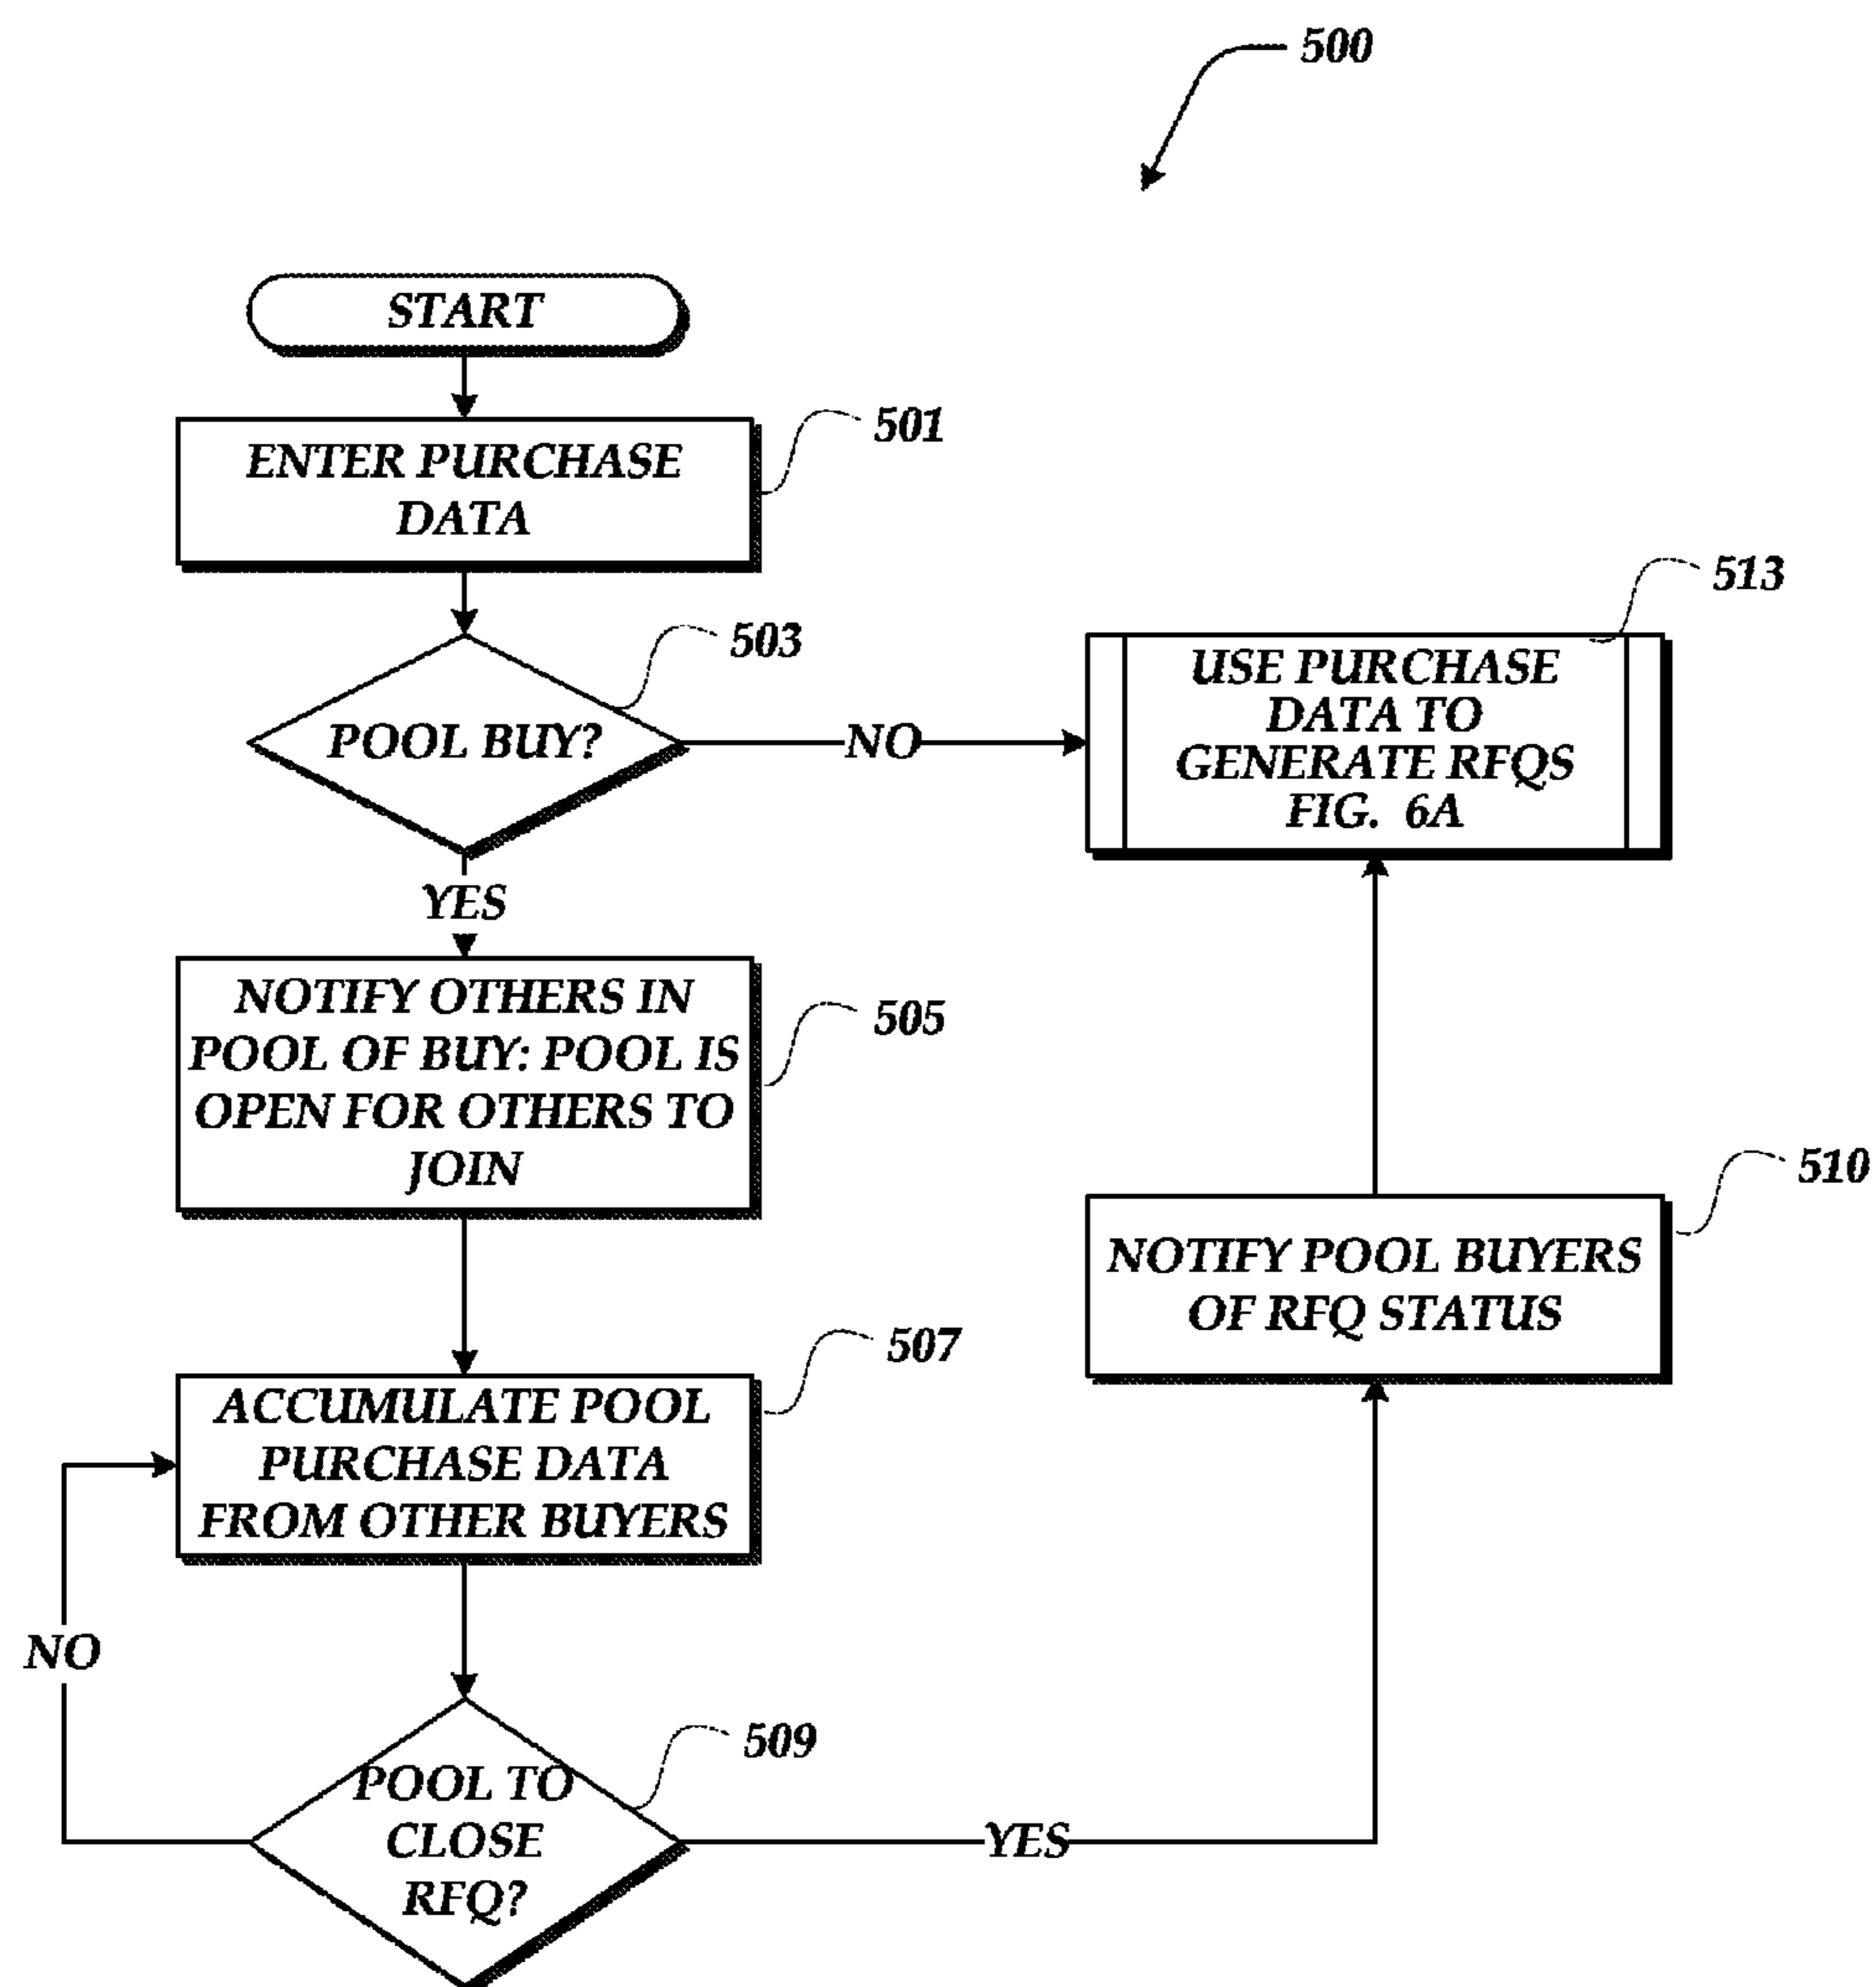 500
START
501
ENTER PURCHASE
DATA
503
POOL BUY?
NO
513
USE PURCHASE
DATA TO
GENERATE RFQS
FIG. 6A
YES
505
NOTIFY OTHERS IN
POOL OF BUY: POOL IS
OPEN FOR OTHERS TO
JOIN
510
NOTIFY POOL BUYERS
OF RFQ STATUS
507
ACCUMULATE POOL
PURCHASE DATA
FROM OTHER BUYERS
NO
509
POOL TO
CLOSE
RFQ?
YES